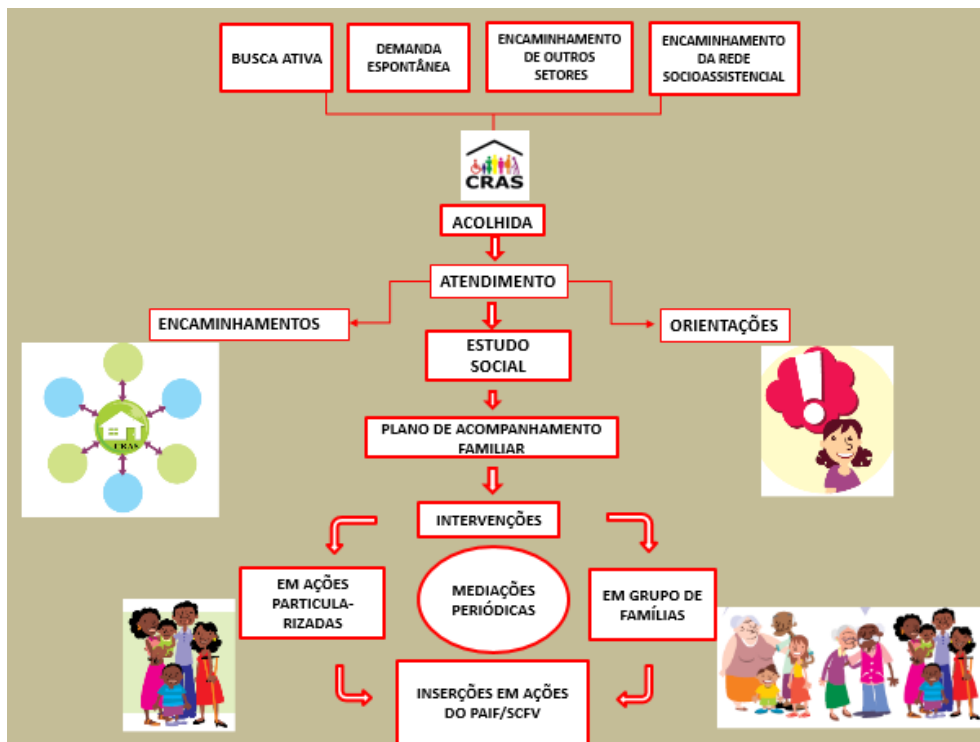 BUSCA ATIVA
DEMANDA
ESPONTÂNEA
ENCAMINHAMENTO
DE OUTROS
SETORES
ENCAMINHAMENTO
DA REDE
SOCIOASSISTENCIAL
CRAS
ACOLHIDA
ATENDIMENTO
ENCAMINHAMENTOS
ORIENTAÇÕES
ESTUDO
SOCIAL
CRAS
PLANO DE ACOMPANHAMENTO
FAMILIAR
INTERVENÇÕES
EM AÇÕES
PARTICULA-
RIZADAS
MEDIAÇÕES
PERIÓDICAS
EM GRUPO DE
FAMÍLIAS
INSERÇÕES EM AÇÕES
DO PAIF/SCFV